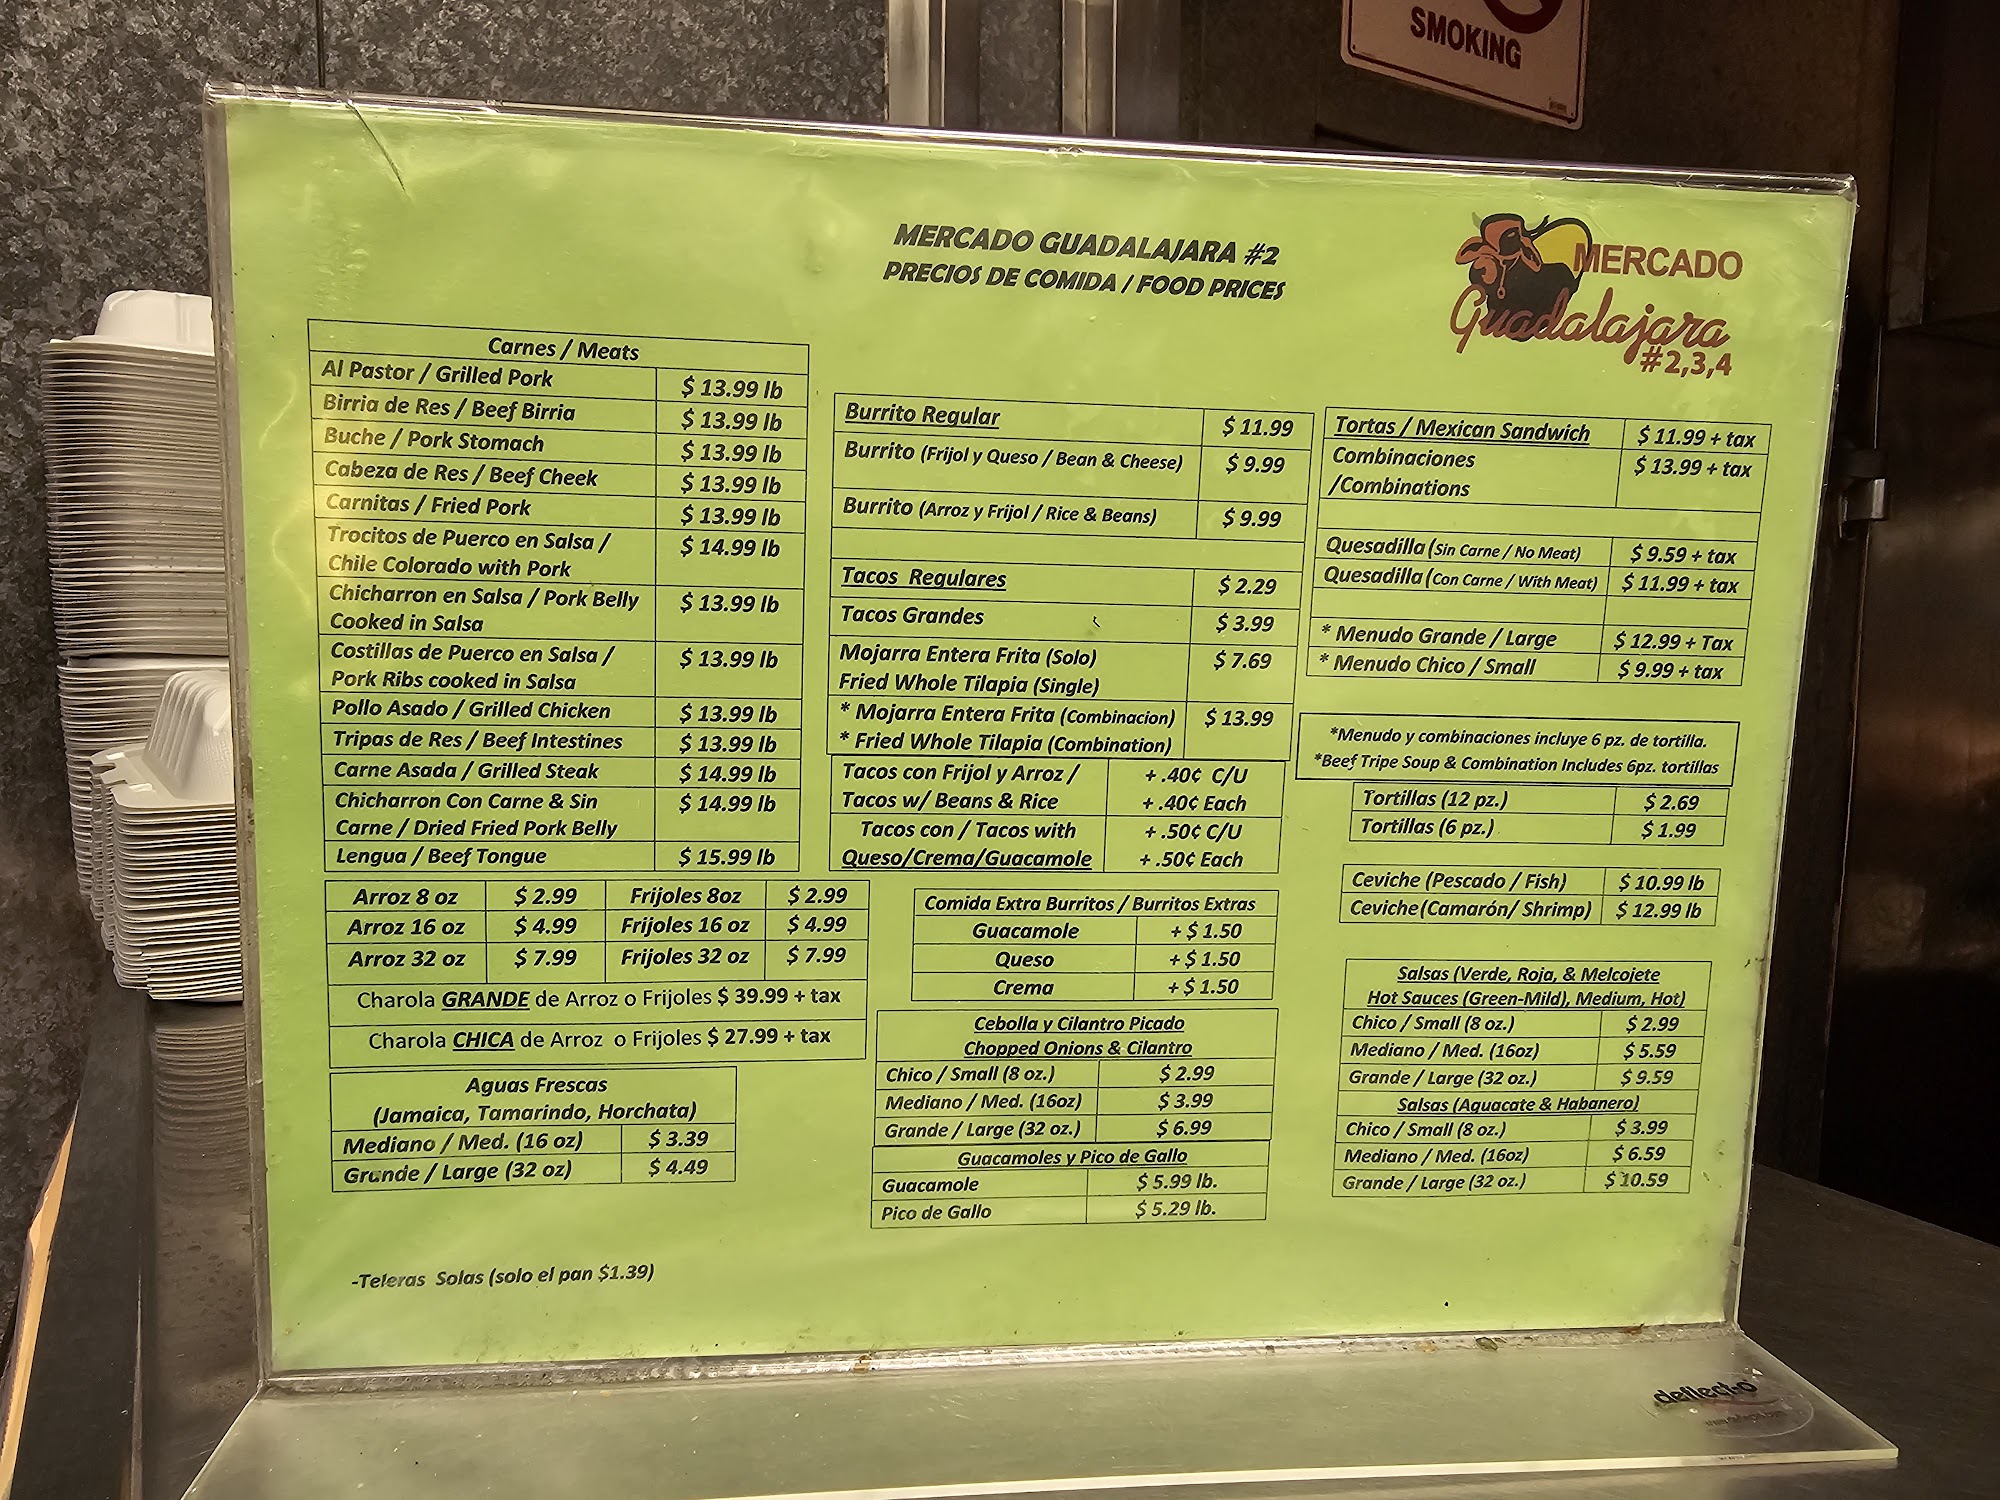 SMOKING
MERCADO GUADALAJARA #2
PRECIOS DE COMIDA / FOOD PRICES
MERCADO
Guadalajara
#2,3,4
Carnes / Meats
Al Pastor / Grilled Pork $ 13.99 lb
Birria de Res / Beef Birria $ 13.99 lb
Buche / Pork Stomach $ 13.99 lb
Cabeza de Res / Beef Cheek $ 13.99 lb
Carnitas / Fried Pork $ 13.99 lb
Trocitos de Puerco en Salsa / $ 14.99 lb
Chile Colorado with Pork
Chicharron en Salsa / Pork Belly $ 13.99 lb
Cooked in Salsa
Costillas de Puerco en Salsa / $ 13.99 lb
Pork Ribs cooked in Salsa
Pollo Asado / Grilled Chicken $ 13.99 lb
Tripas de Res / Beef Intestines $ 13.99 lb
Carne Asada / Grilled Steak $ 14.99 lb
Chicharron Con Carne & Sin $ 14.99 lb
Carne / Dried Fried Pork Belly
Lengua / Beef Tongue $ 15.99 lb
Arroz 8 oz $ 2.99 Frijoles 8oz $ 2.99
Arroz 16 oz $ 4.99 Frijoles 16 oz $ 4.99
Arroz 32 oz $ 7.99 Frijoles 32 oz $ 7.99
Charola GRANDE de Arroz o Frijoles $ 39.99 + tax
Charola CHICA de Arroz o Frijoles $ 27.99 + tax
Aguas Frescas
(Jamaica, Tamarindo, Horchata)
Mediano / Med. (16 oz) $ 3.39
Grande / Large (32 oz) $ 4.49
-Teleras Solas (solo el pan $1.39)
Burrito Regular $ 11.99
Burrito (Frijol y Queso / Bean & Cheese) $ 9.99
Burrito (Arroz y Frijol / Rice & Beans) $ 9.99
Tacos Regulares $ 2.29
Tacos Grandes $ 3.99
Mojarra Entera Frita (Solo) $ 7.69
Fried Whole Tilapia (Single)
* Mojarra Entera Frita (Combinacion) $ 13.99
* Fried Whole Tilapia (Combination)
Tacos con Frijol y Arroz / + .40¢ C/U
Tacos w/ Beans & Rice + .40¢ Each
Tacos con / Tacos with + .50¢ C/U
Queso/Crema/Guacamole + .50¢ Each
Comida Extra Burritos / Burritos Extras
Guacamole + $ 1.50
Queso + $ 1.50
Crema + $ 1.50
Cebolla y Cilantro Picado
Chopped Onions & Cilantro
Chico / Small (8 oz.) $ 2.99
Mediano / Med. (16oz) $ 3.99
Grande / Large (32 oz.) $ 6.99
Guacamoles y Pico de Gallo
Guacamole $ 5.99 lb.
Pico de Gallo $ 5.29 lb.
Tortas / Mexican Sandwich $ 11.99 + tax
Combinaciones $ 13.99 + tax
/Combinations
Quesadilla (Sin Carne / No Meat) $ 9.59 + tax
Quesadilla (Con Carne / With Meat) $ 11.99 + tax
* Menudo Grande / Large $ 12.99 + Tax
* Menudo Chico / Small $ 9.99 + tax
*Menudo y combinaciones incluye 6 pz. de tortilla.
*Beef Tripe Soup & Combination Includes 6pz. tortillas
Tortillas (12 pz.) $ 2.69
Tortillas (6 pz.) $ 1.99
Ceviche (Pescado / Fish) $ 10.99 lb
Ceviche (Camarón/ Shrimp) $ 12.99 lb
Salsas (Verde, Roja, & Melcojete
Hot Sauces (Green-Mild), Medium, Hot)
Chico / Small (8 oz.) $ 2.99
Mediano / Med. (16oz) $ 5.59
Grande / Large (32 oz.) $ 9.59
Salsas (Aguacate & Habanero)
Chico / Small (8 oz.) $ 3.99
Mediano / Med. (16oz) $ 6.59
Grande / Large (32 oz.) $ 10.59
deflect-o